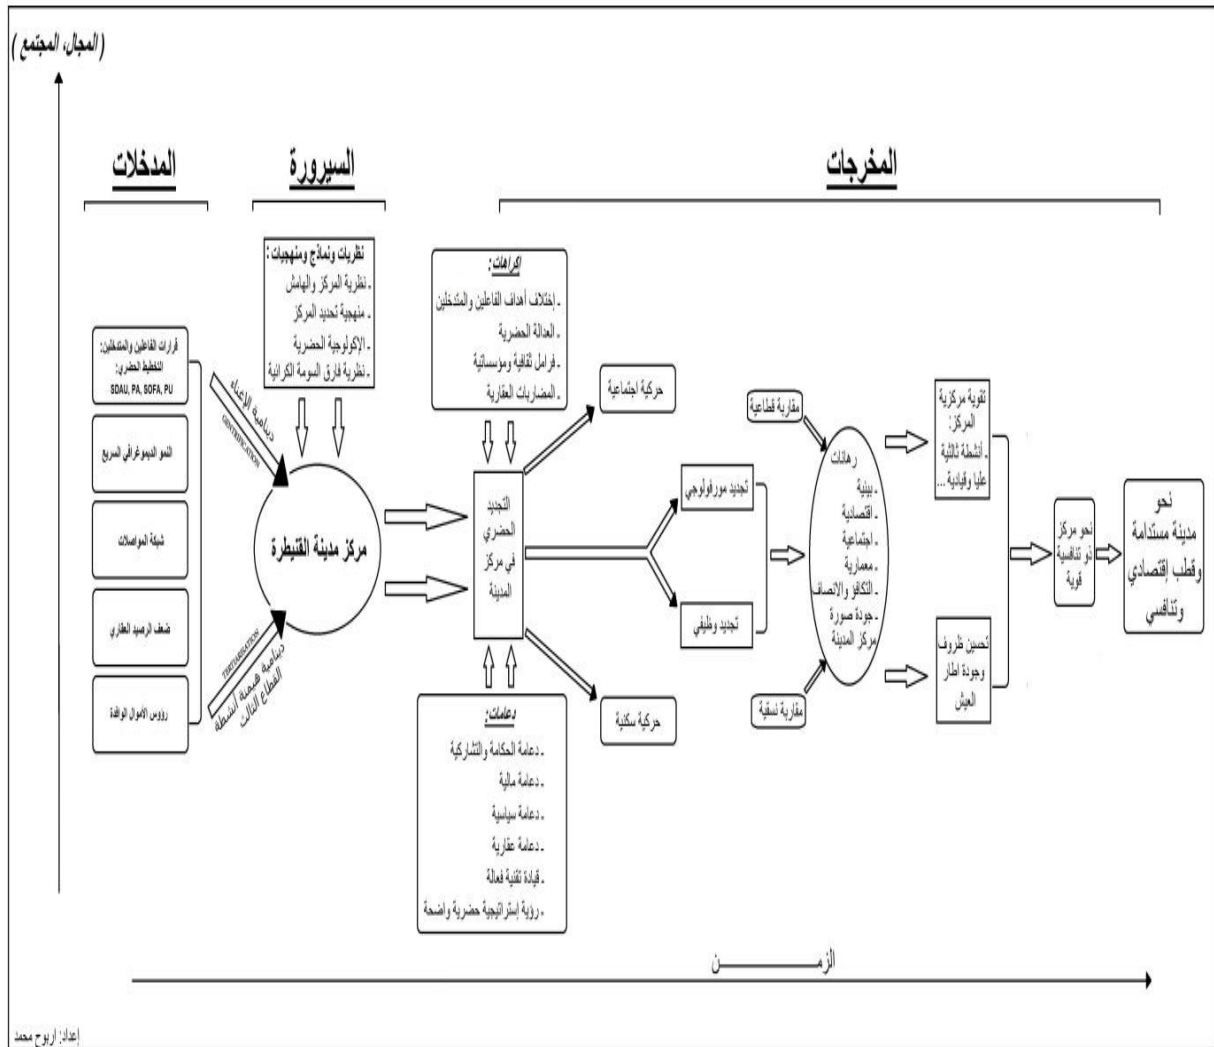 (المجال، المجتمع )
المدخلات
السيرورة
المخرجات
قرارات الفاعلين والمتدخلين:
التخطيط الحضري:
SDAU, PA, SOFA, PU
النمو الديموغرافي السريع
شبكة المواصلات
ضعف الرصيد العقاري
رؤوس الأموال الوافدة
دينامية الإغناء
GENTRIFICATION
TERTIARISATION
دينامية هيمنة أنشطة
القطاع الثالث
نظريات ونماذج ومنهجيات :
ـ نظرية المركز والهامش
ـ منهجية تحديد المركز
ـ الإكولوجية الحضرية
ـ نظرية فارق السومة الكرائية
مركز مدينة القنيطرة
إكراهات:
ـ إختلاف أهداف الفاعلين والمتدخلين
ـ العدالة الحضرية
ـ فرامل ثقافية ومؤسساتية
ـ المضاربات العقارية
التجديد
الحضري
في مركز
المدينة
دعامات:
ـ دعامة الحكامة والتشاركية
ـ دعامة مالية
ـ دعامة سياسية
ـ دعامة عقارية
ـ قيادة تقنية فعالة
ـ رؤية إستراتيجية حضرية واضحة
حركية اجتماعية
تجديد مورفولوجي
تجديد وظيفي
حركية سكنية
مقاربة قطاعية
رهانات
ـ بيئية
ـ اقتصادية
ـ اجتماعية
ـ معمارية
ـ التكافؤ والانصاف
ـ جودة صورة
مركز المدينة
مقاربة نسقية
تقوية مركزية
المركز:
ـ أنشطة ثالثية
عليا وقيادية ...
تحسين ظروف
وجودة اطار
العيش
نحو مركز
ذو تنافسية
قوية
نحو
مدينة مستدامة
وقطب إقتصادي
وتنافسي
الزمـــــــــــن
إعداد: اربوح محمد